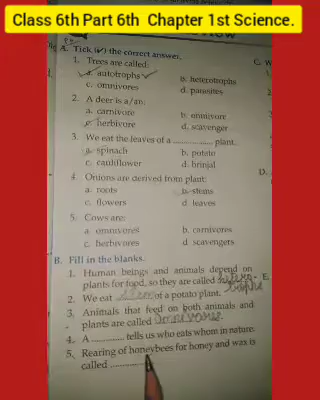 Class 6th Part 6th Chapter 1st Science.
A. Tick (✓) the correct answer.
1. Trees are called:
a. autotrophs ✓
b. heterotrophs
c. omnivores
d. parasites
2. A deer is a/an:
a. carnivore
b. omnivore
c. herbivore
d. scavenger
3. We eat the leaves of a .............. plant.
a. spinach
b. potato
c. cauliflower
d. brinjal
4. Onions are derived from plant:
a. roots
b. stems
c. flowers
d. leaves
5. Cows are:
a. omnivores
b. carnivores
c. herbivores
d. scavengers
B. Fill in the blanks.
1. Human beings and animals depend on
plants for food, so they are called hetero-
trophs
2. We eat stem of a potato plant.
3. Animals that feed on both animals and
plants are called Omnivores
4. A ............ tells us who eats whom in nature.
5. Rearing of honeybees for honey and wax is
called ..............
C.
D.
E.